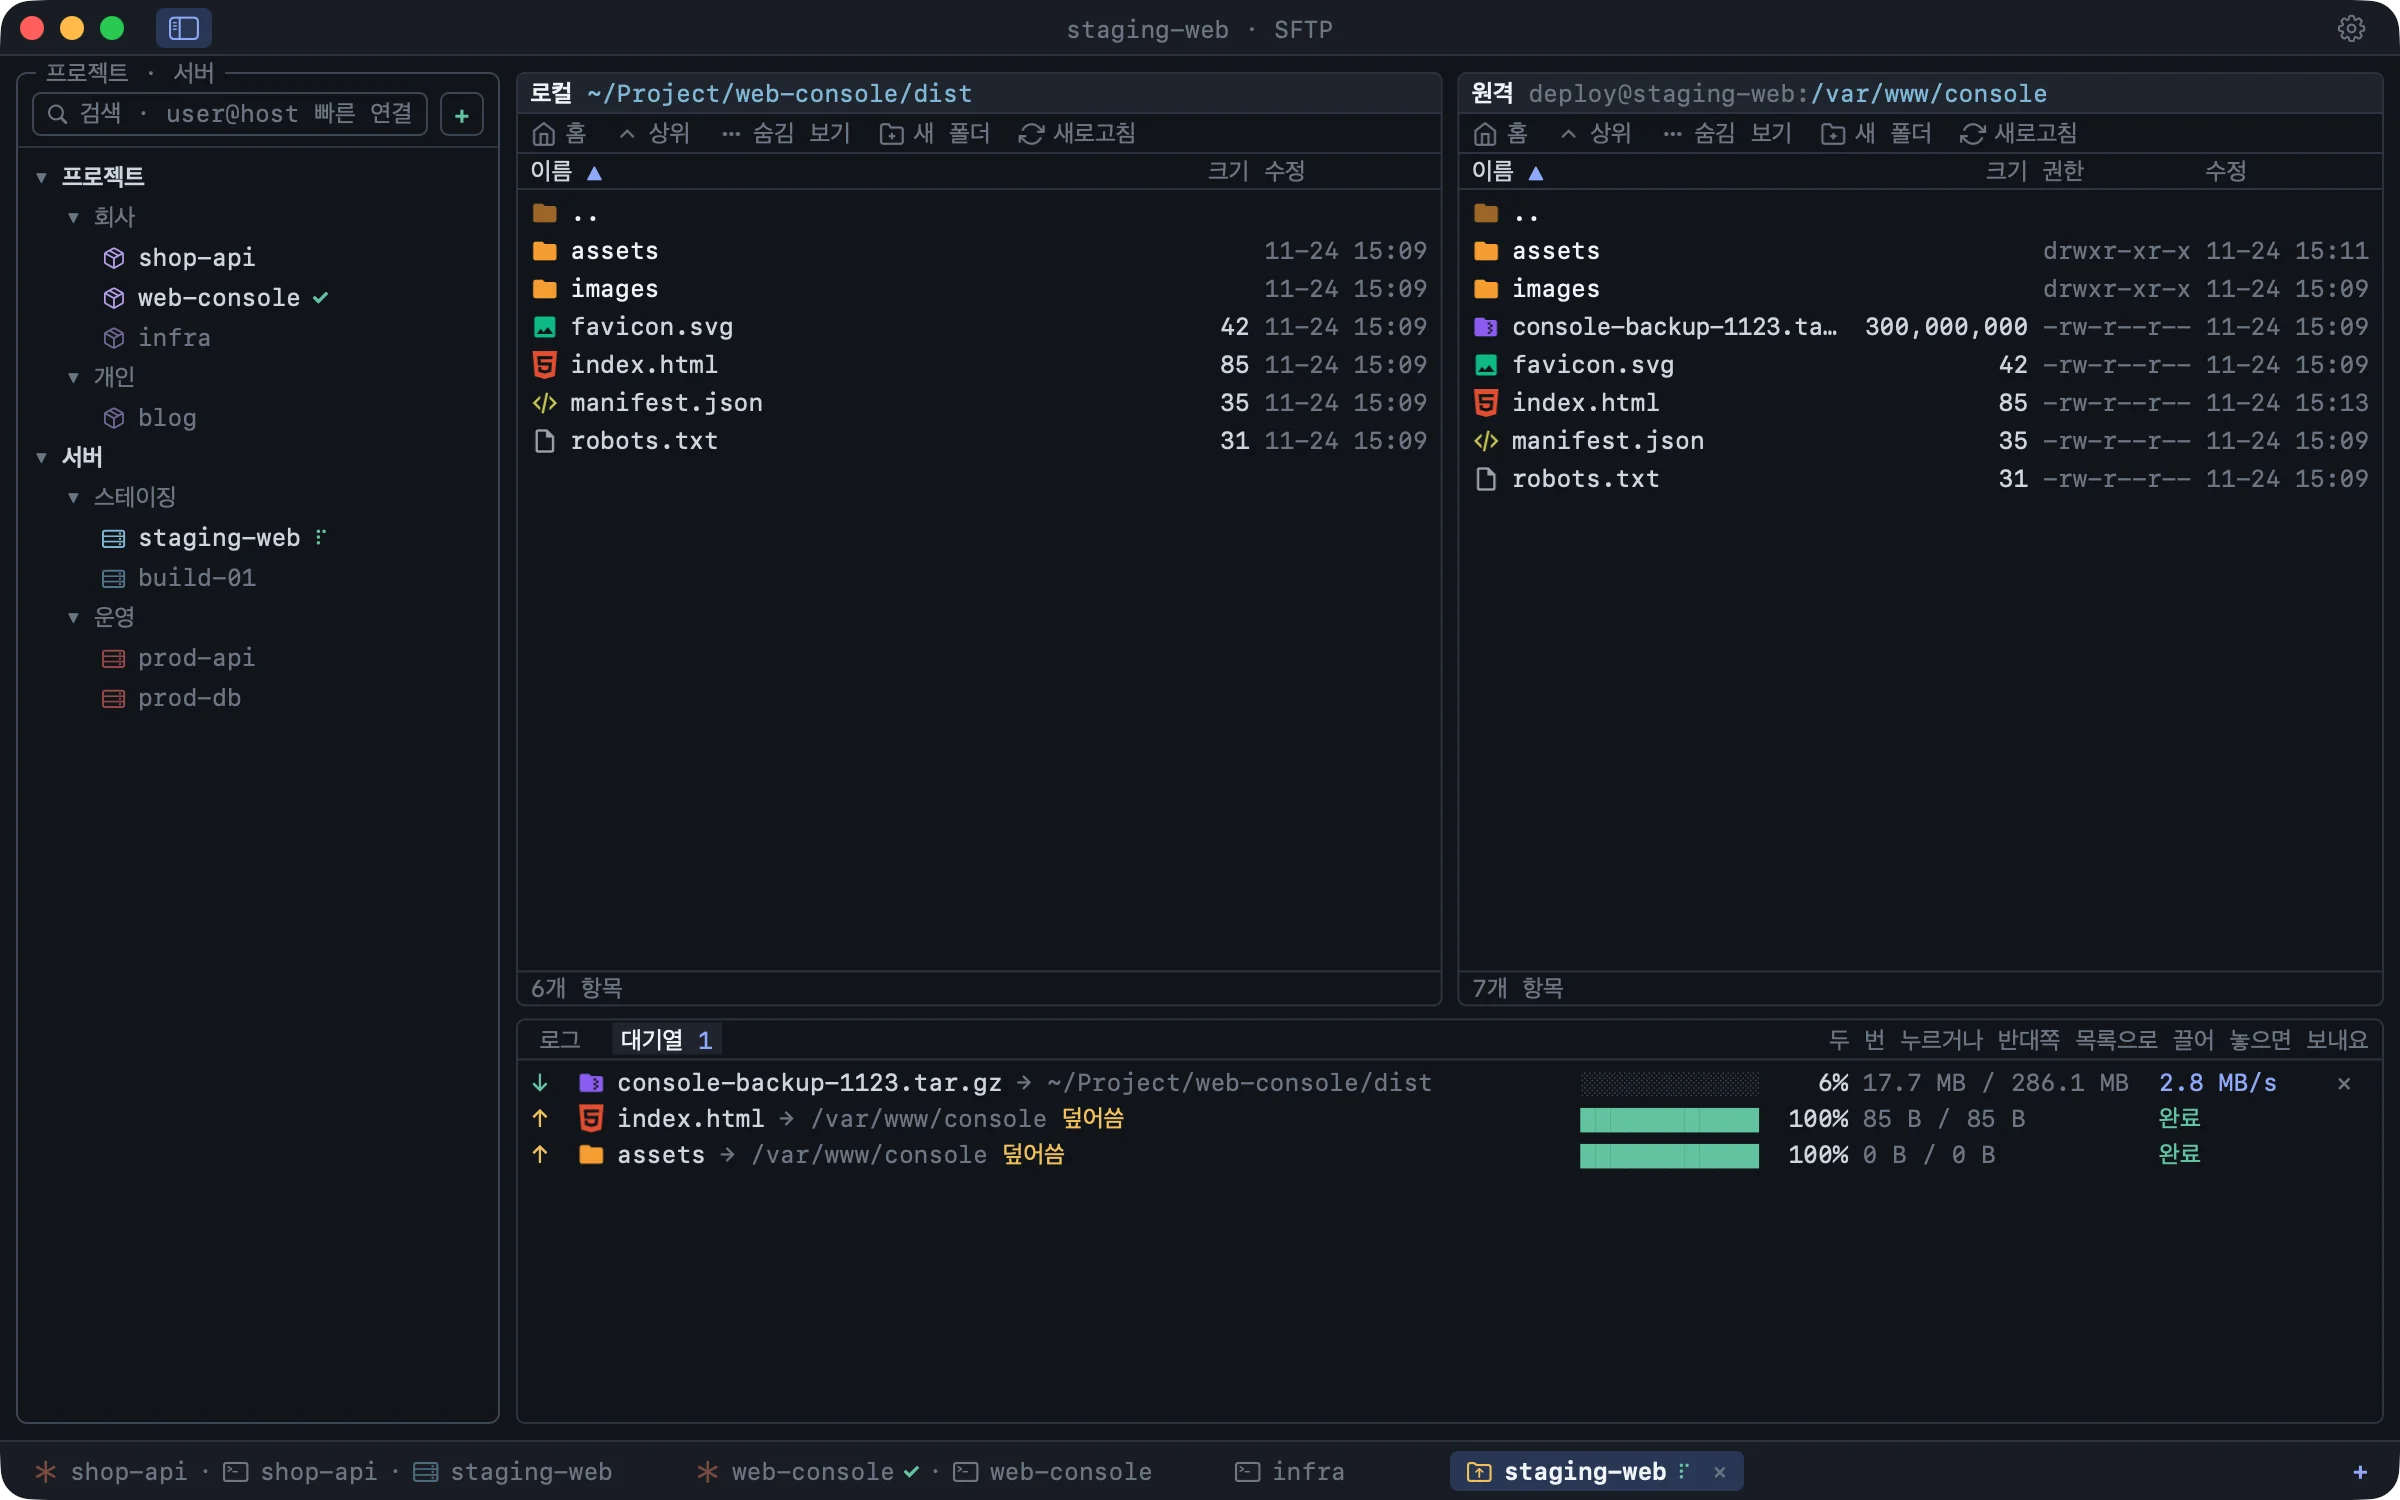 staging-web · SFTP
프로젝트 · 서버
검색 · user@host 빠른 연결 +
▼ 프로젝트
▼ 회사
shop-api
web-console ✓
infra
▼ 개인
blog
▼ 서버
▼ 스테이징
staging-web
build-01
▼ 운영
prod-api
prod-db
로컬 ~/Project/web-console/dist
홈 상위 ··· 숨김 보기 새 폴더 새로고침
이름 ▲ 크기 수정
..
assets 11-24 15:09
images 11-24 15:09
favicon.svg 42 11-24 15:09
index.html 85 11-24 15:09
manifest.json 35 11-24 15:09
robots.txt 31 11-24 15:09
6개 항목
원격 deploy@staging-web:/var/www/console
홈 상위 ··· 숨김 보기 새 폴더 새로고침
이름 ▲ 크기 권한 수정
..
assets drwxr-xr-x 11-24 15:11
images drwxr-xr-x 11-24 15:09
console-backup-1123.ta… 300,000,000 -rw-r--r-- 11-24 15:09
favicon.svg 42 -rw-r--r-- 11-24 15:09
index.html 85 -rw-r--r-- 11-24 15:13
manifest.json 35 -rw-r--r-- 11-24 15:09
robots.txt 31 -rw-r--r-- 11-24 15:09
7개 항목
로그 대기열 1 두 번 누르거나 반대쪽 목록으로 끌어 놓으면 보내요
↓ console-backup-1123.tar.gz → ~/Project/web-console/dist 6% 17.7 MB / 286.1 MB 2.8 MB/s ×
↑ index.html → /var/www/console 덮어씀 100% 85 B / 85 B 완료
↑ assets → /var/www/console 덮어씀 100% 0 B / 0 B 완료
shop-api · shop-api · staging-web web-console ✓ · web-console infra staging-web × +